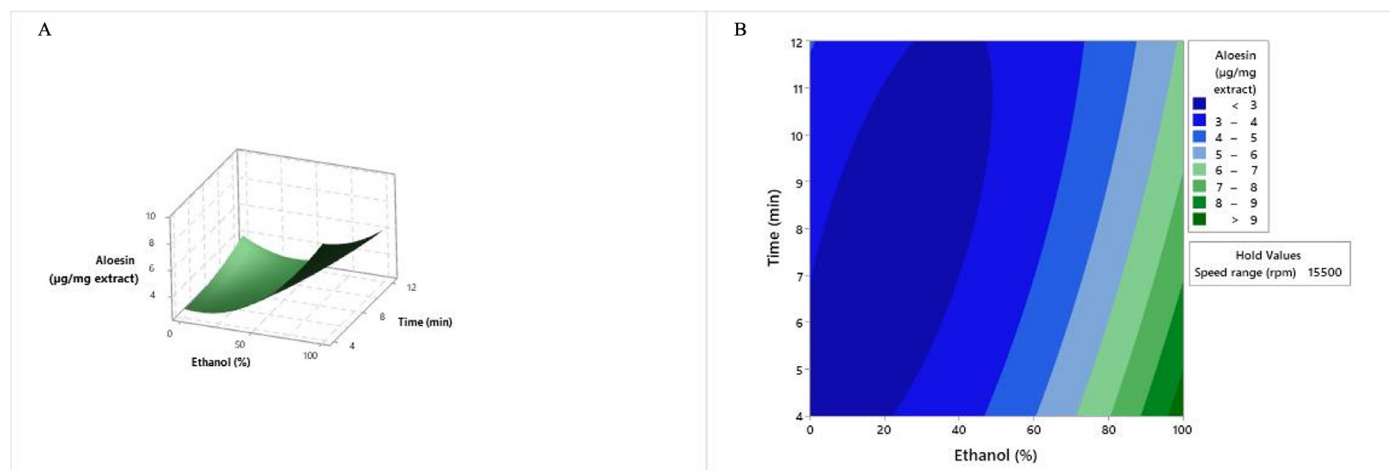 A
10
8
6
4
Aloesin
(µg/mg extract)
0
50
100
Ethanol (%)
4
8
12
Time (min)
B
12
11
10
9
8
7
6
5
4
Time (min)
0
20
40
60
80
100
Ethanol (%)
Aloesin
(µg/mg
extract)
< 3
3 – 4
4 – 5
5 – 6
6 – 7
7 – 8
8 – 9
> 9
Hold Values
Speed range (rpm) 15500